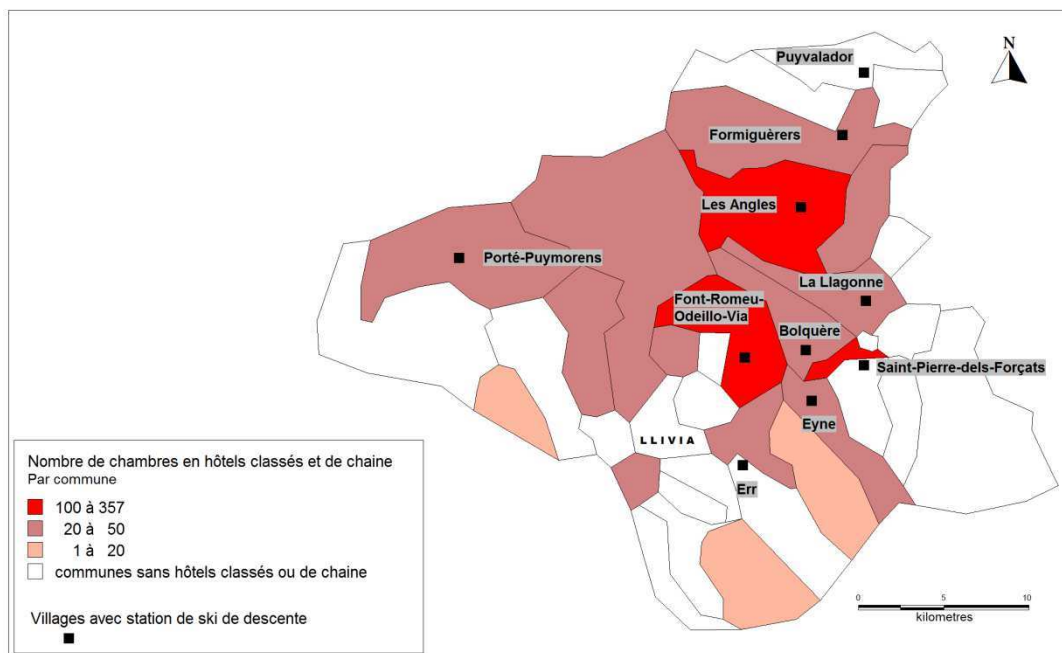 Puyvalador
N
Formiguèrers
Les Angles
Porté-Puymorens
La Llagonne
Font-Romeu-
Odeillo-Via
Bolquère
Saint-Pierre-dels-Forçats
Eyne
LLIVIA
Err
Nombre de chambres en hôtels classés et de chaine
Par commune
100 à 357
20 à 50
1 à 20
communes sans hôtels classés ou de chaine
Villages avec station de ski de descente
0 5 10
kilometres